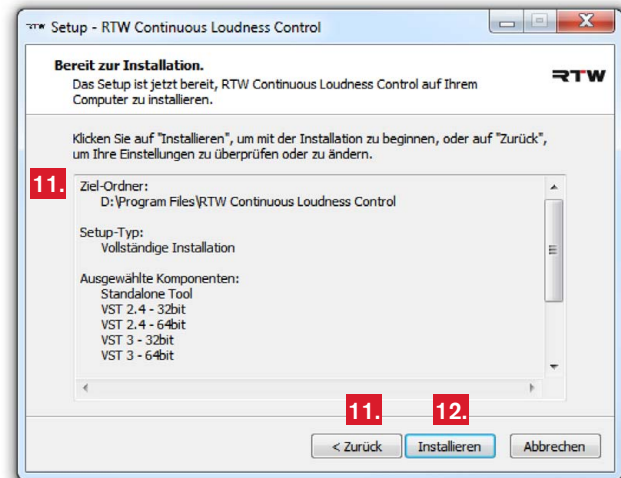 RTW Setup - RTW Continuous Loudness Control
Bereit zur Installation.
Das Setup ist jetzt bereit, RTW Continuous Loudness Control auf Ihrem
Computer zu installieren.
RTW
Klicken Sie auf "Installieren", um mit der Installation zu beginnen, oder auf "Zurück",
um Ihre Einstellungen zu überprüfen oder zu ändern.
11.
Ziel-Ordner:
D:\Program Files\RTW Continuous Loudness Control
Setup-Typ:
Vollständige Installation
Ausgewählte Komponenten:
Standalone Tool
VST 2.4 - 32bit
VST 2.4 - 64bit
VST 3 - 32bit
VST 3 - 64bit
11. 12.
< Zurück Installieren Abbrechen